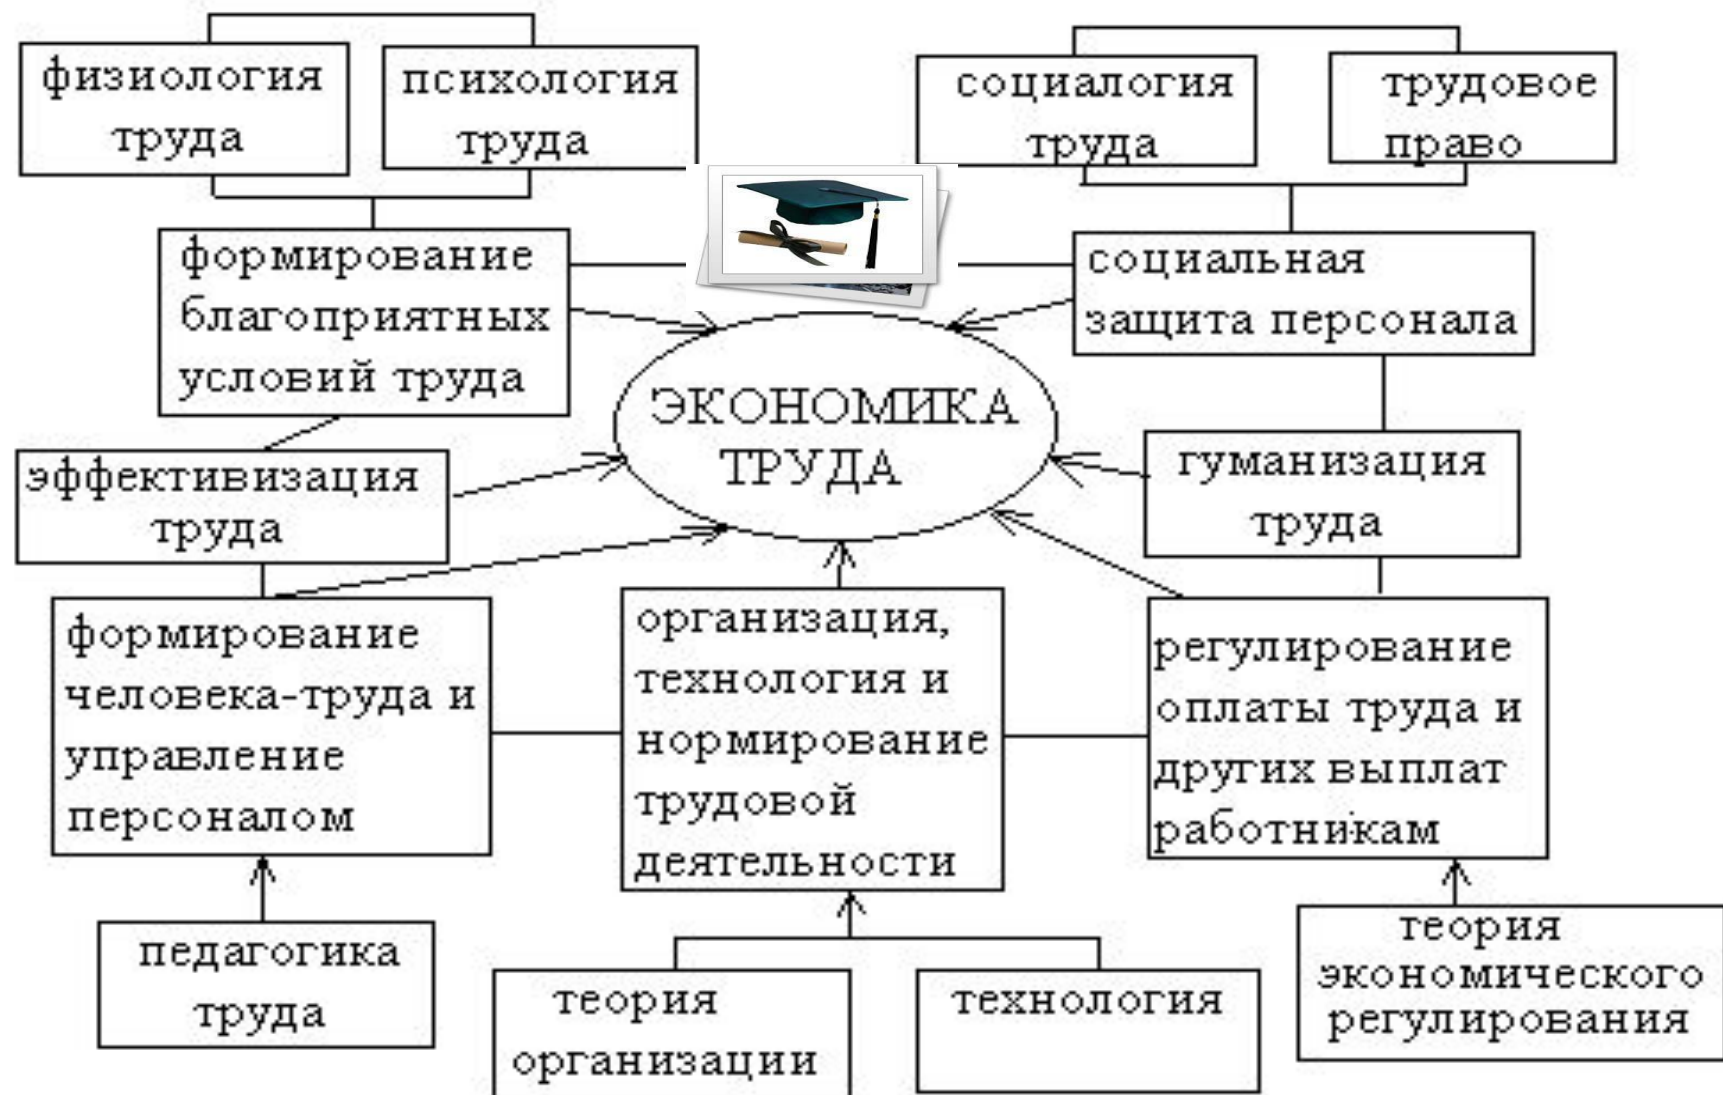 физиология
труда
психология
труда
социалогия
труда
трудовое
право
формирование
благоприятных
условий труда
социальная
защита персонала
ЭКОНОМИКА
ТРУДА
эффективизация
труда
гуманизация
труда
формирование
человека-труда и
управление
персоналом
организация,
технология и
нормирование
трудовой
деятельности
регулирование
оплаты труда и
других выплат
работникам
педагогика
труда
теория
организации
технология
теория
экономического
регулирования